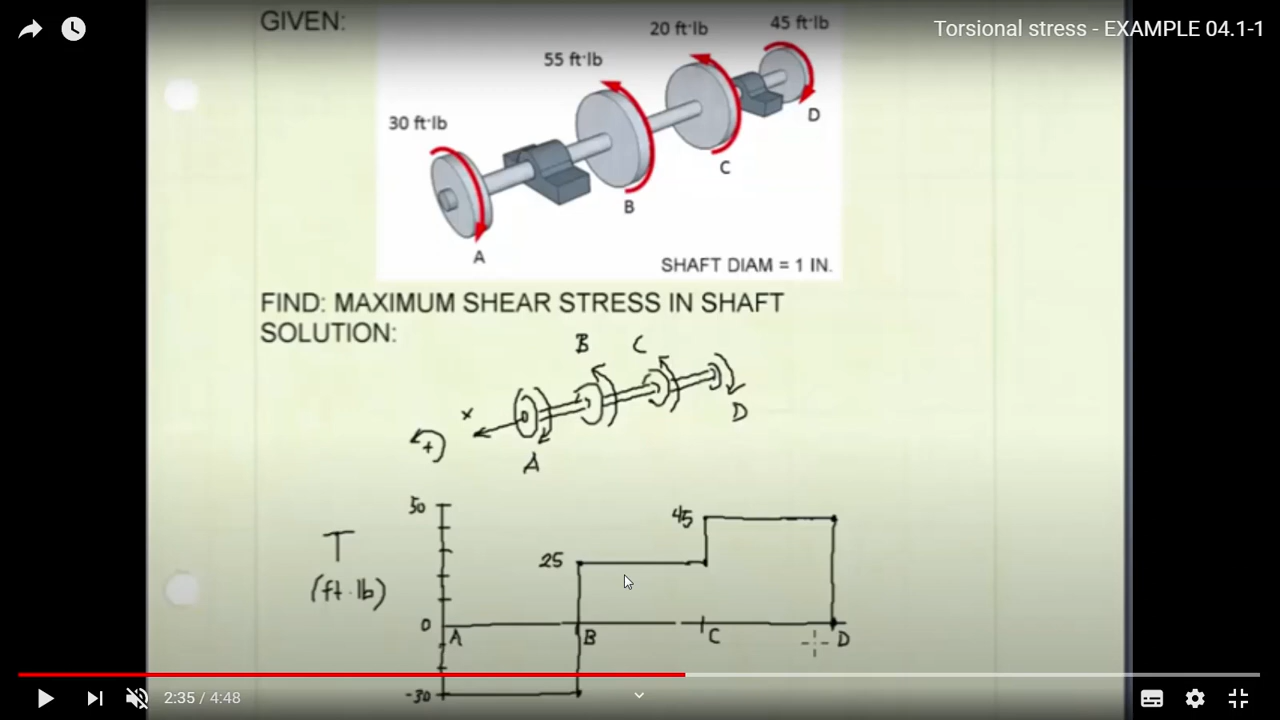 Torsional stress - EXAMPLE 04.1-1
GIVEN:
20 ft·lb
45 ft·lb
55 ft·lb
30 ft·lb
D
C
B
A
SHAFT DIAM = 1 IN.
FIND: MAXIMUM SHEAR STRESS IN SHAFT
SOLUTION:
B C
x
+
D
A
50
45
T
25
(ft·lb)
0 A B C D
-30
2:35 / 4:48